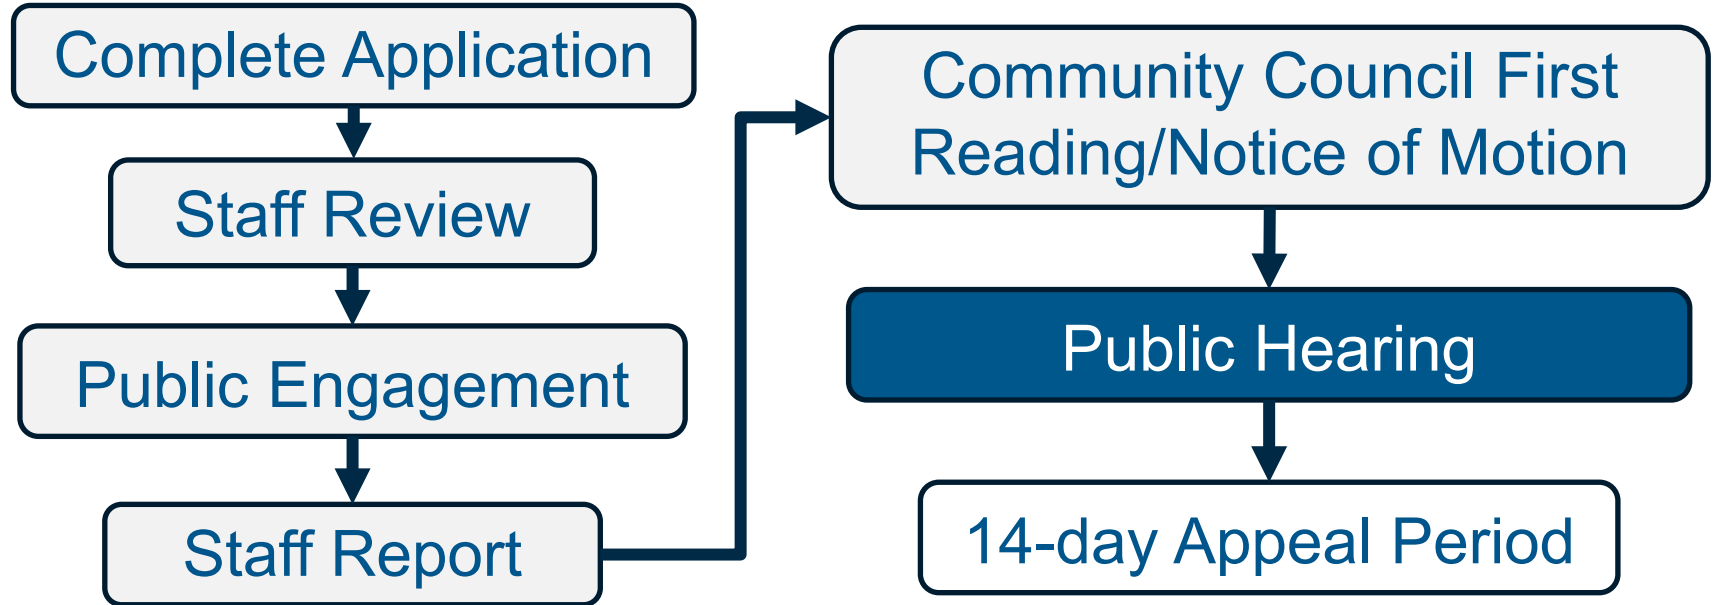 Complete Application
Staff Review
Public Engagement
Staff Report
Community Council First
Reading/Notice of Motion
Public Hearing
14-day Appeal Period